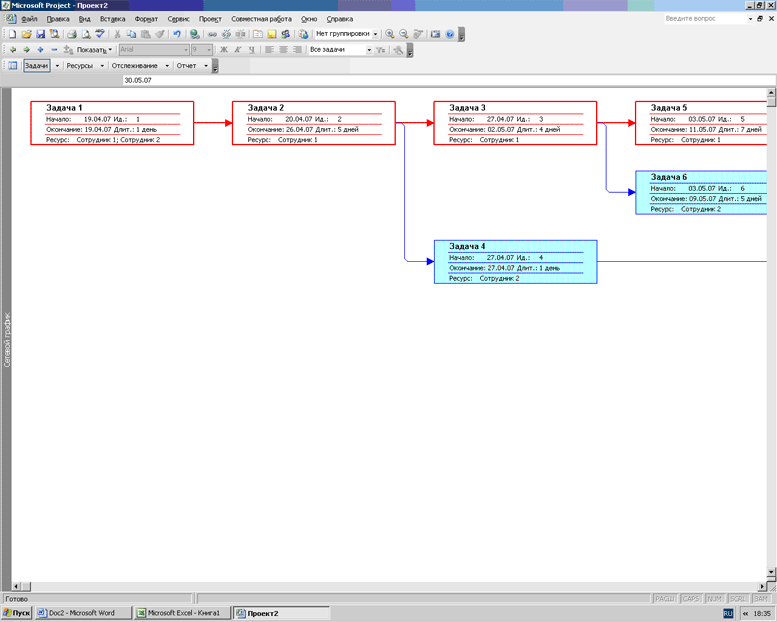 Microsoft Project - Проект2
Файл Правка Вид Вставка Формат Сервис Проект Совместная работа Окно Справка
Введите вопрос
Нет группировки
Показать Arial 9 Ж К Ч Все задачи
Задачи Ресурсы Отслеживание Отчет
30.05.07
Задача 1
Начало: 19.04.07 Ид.: 1
Окончание: 19.04.07 Длит.: 1 день
Ресурс: Сотрудник 1; Сотрудник 2
Задача 2
Начало: 20.04.07 Ид.: 2
Окончание: 26.04.07 Длит.: 5 дней
Ресурс: Сотрудник 1
Задача 3
Начало: 27.04.07 Ид.: 3
Окончание: 02.05.07 Длит.: 4 дней
Ресурс: Сотрудник 1
Задача 5
Начало: 03.05.07 Ид.: 5
Окончание: 11.05.07 Длит.: 7 дней
Ресурс: Сотрудник 1
Задача 6
Начало: 03.05.07 Ид.: 6
Окончание: 09.05.07 Длит.: 5 дней
Ресурс: Сотрудник 2
Задача 4
Начало: 27.04.07 Ид.: 4
Окончание: 27.04.07 Длит.: 1 день
Ресурс: Сотрудник 2
Сетевой график
Готово
РАСШ CAPS NUM SCRL ЗАМ
Пуск Doc2 - Microsoft Word Microsoft Excel - Книга1 Проект2 RU « 18:35